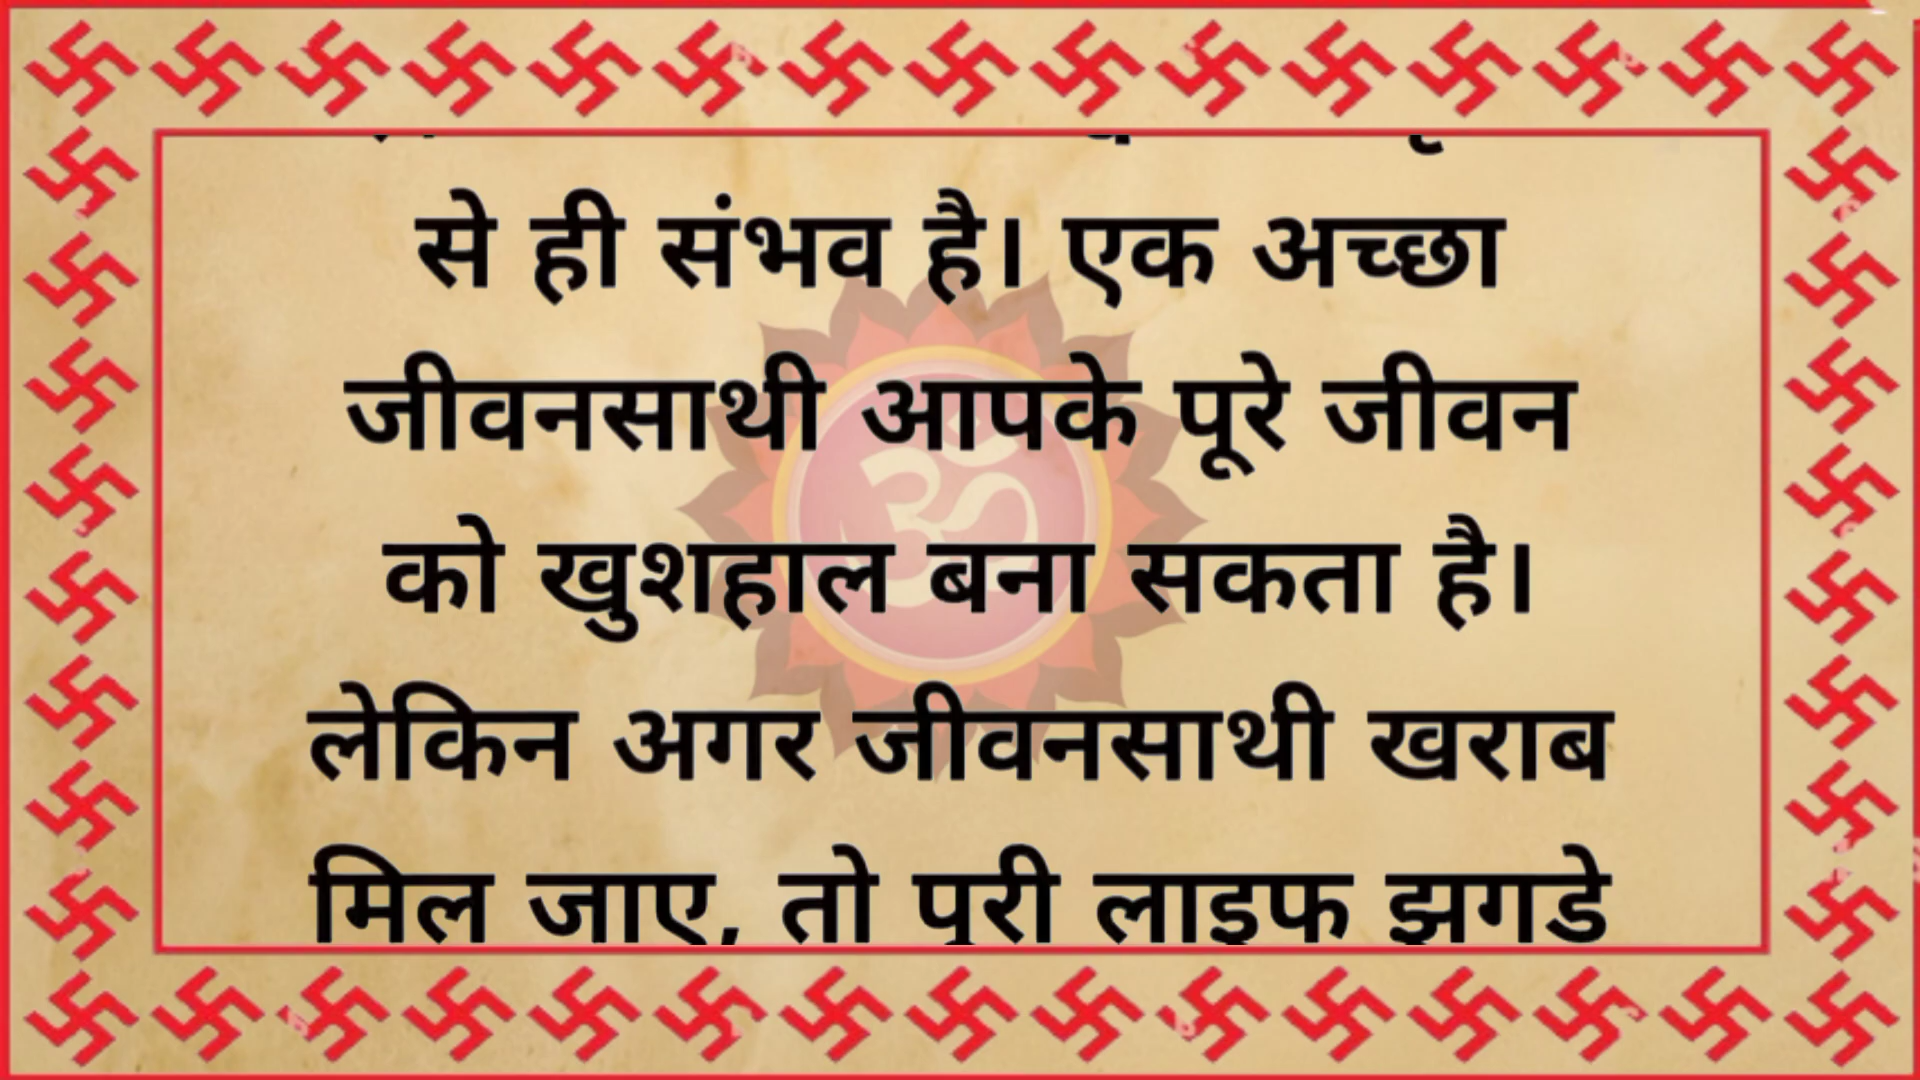 से ही संभव है। एक अच्छा
जीवनसाथी आपके पूरे जीवन
को खुशहाल बना सकता है।
लेकिन अगर जीवनसाथी खराब
मिल जाए, तो पूरी लाइफ झगडे
ॐ